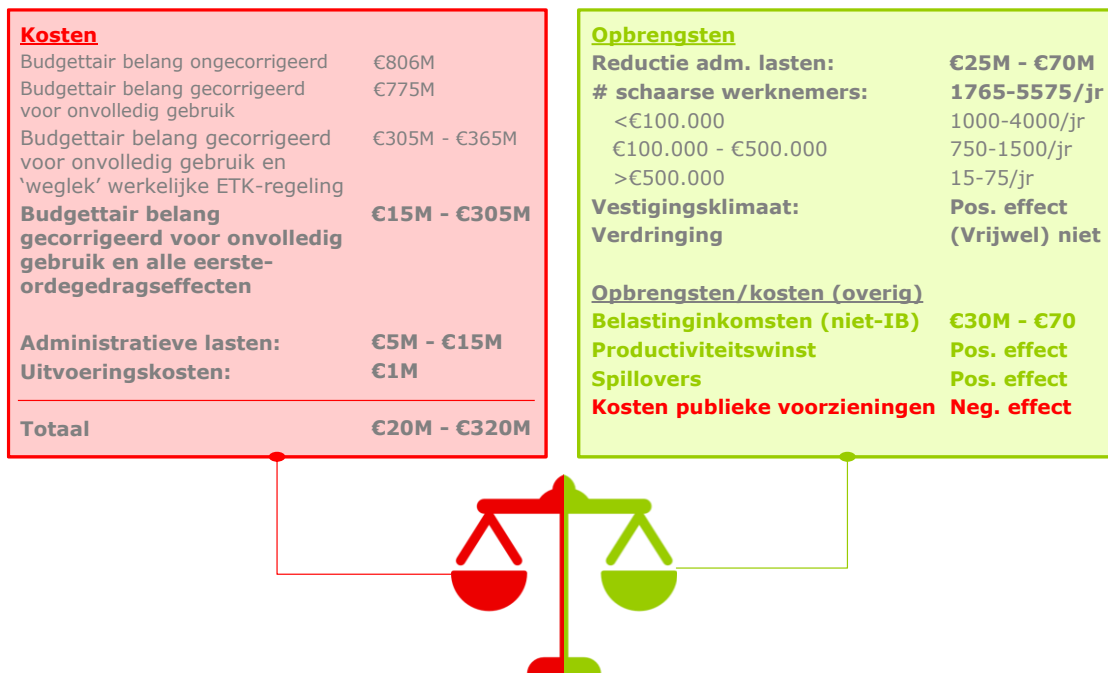 Kosten
Budgettair belang ongecorrigeerd €806M
Budgettair belang gecorrigeerd €775M
voor onvolledig gebruik
Budgettair belang gecorrigeerd €305M - €365M
voor onvolledig gebruik en
‘weglek’ werkelijke ETK-regeling
Budgettair belang €15M - €305M
gecorrigeerd voor onvolledig
gebruik en alle eerste-
ordegedragseffecten
Administratieve lasten: €5M - €15M
Uitvoeringskosten: €1M
Totaal €20M - €320M
Opbrengsten
Reductie adm. lasten: €25M - €70M
# schaarse werknemers: 1765-5575/jr
<€100.000 1000-4000/jr
€100.000 - €500.000 750-1500/jr
>€500.000 15-75/jr
Vestigingsklimaat: Pos. effect
Verdringing (Vrijwel) niet
Opbrengsten/kosten (overig)
Belastinginkomsten (niet-IB) €30M - €70
Productiviteitswinst Pos. effect
Spillovers Pos. effect
Kosten publieke voorzieningen Neg. effect